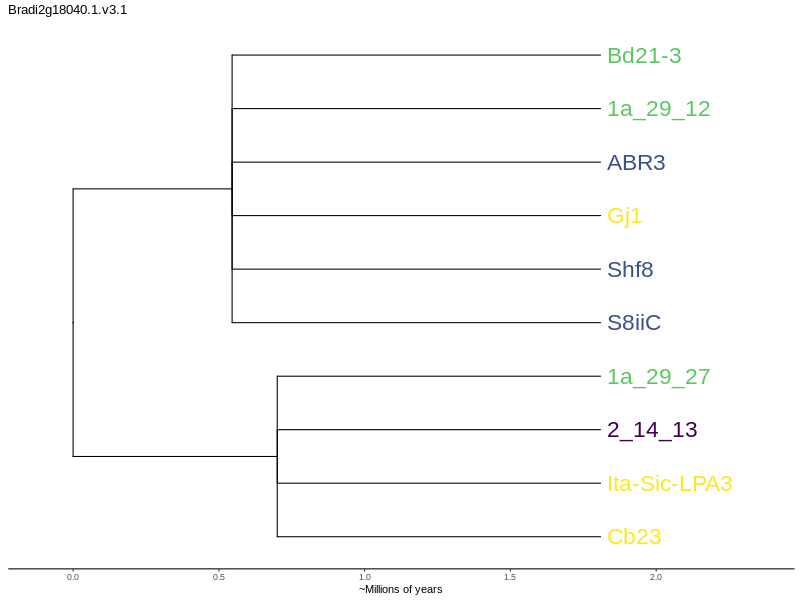 Bradi2g18040.1.v3.1
Bd21-3
1a_29_12
ABR3
Gj1
Shf8
S8iiC
1a_29_27
2_14_13
Ita-Sic-LPA3
Cb23
0.0 0.5 1.0 1.5 2.0
~Millions of years